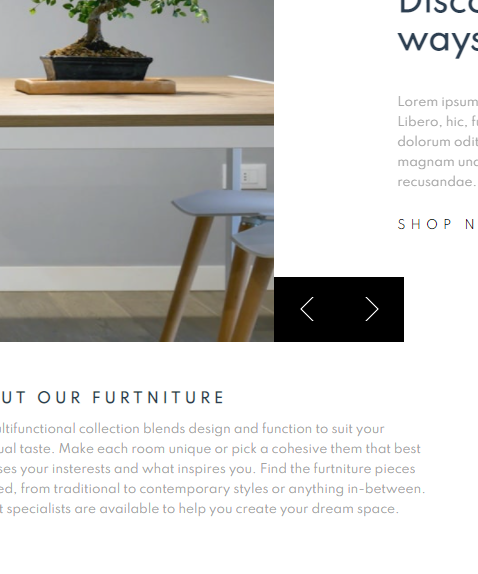 Disco
ways
Lorem ipsum
Libero, hic, fu
dolorum odit
magnam und
recusandae.
SHOP N
UT OUR FURTNITURE
ltifunctional collection blends design and function to suit your
ual taste. Make each room unique or pick a cohesive them that best
ses your insterests and what inspires you. Find the furtniture pieces
ed, from traditional to contemporary styles or anything in-between.
t specialists are available to help you create your dream space.